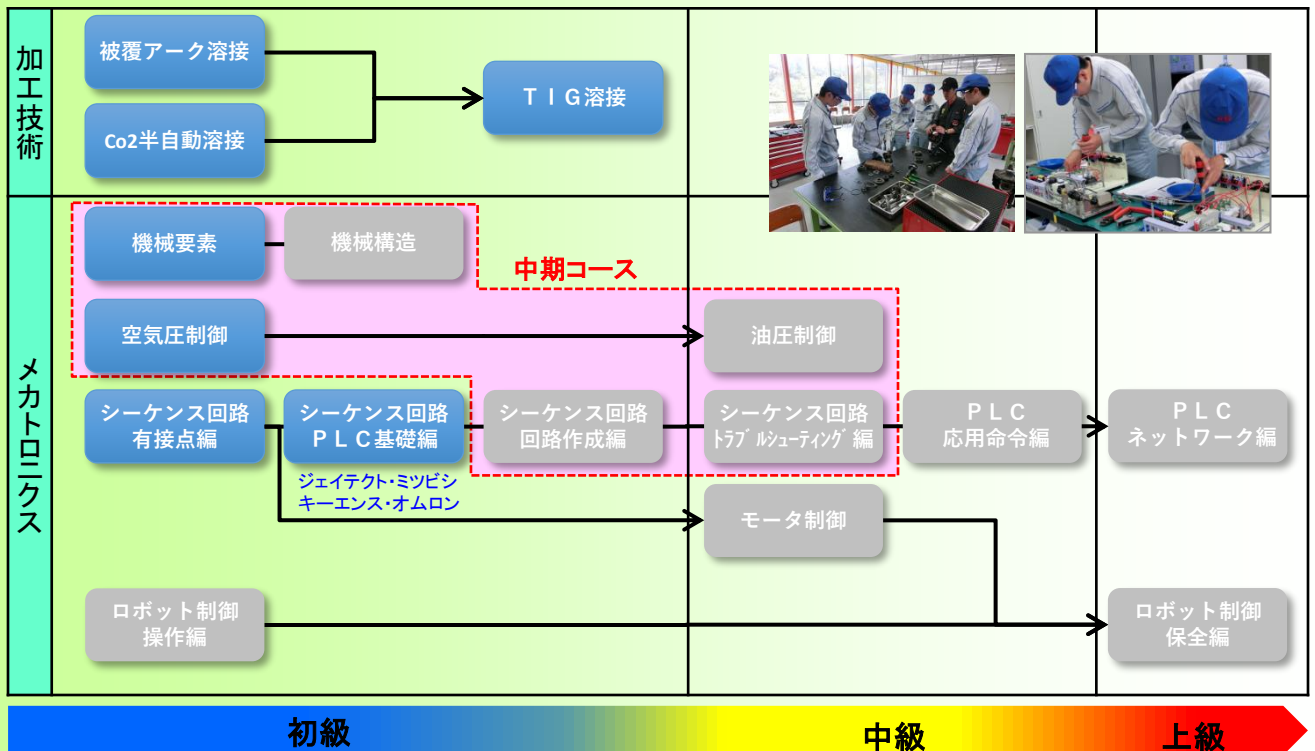 加工技術
被覆アーク溶接
Co2半自動溶接
ＴＩＧ溶接
メカトロニクス
機械要素
機械構造
中期コース
空気圧制御
油圧制御
シーケンス回路
有接点編
シーケンス回路
ＰＬＣ基礎編
シーケンス回路
回路作成編
シーケンス回路
ﾄﾗﾌﾞﾙシューティング編
ＰＬＣ
応用命令編
ＰＬＣ
ネットワーク編
ジェイテクト・ミツビシ
キーエンス・オムロン
モータ制御
ロボット制御
操作編
ロボット制御
保全編
初級
中級
上級